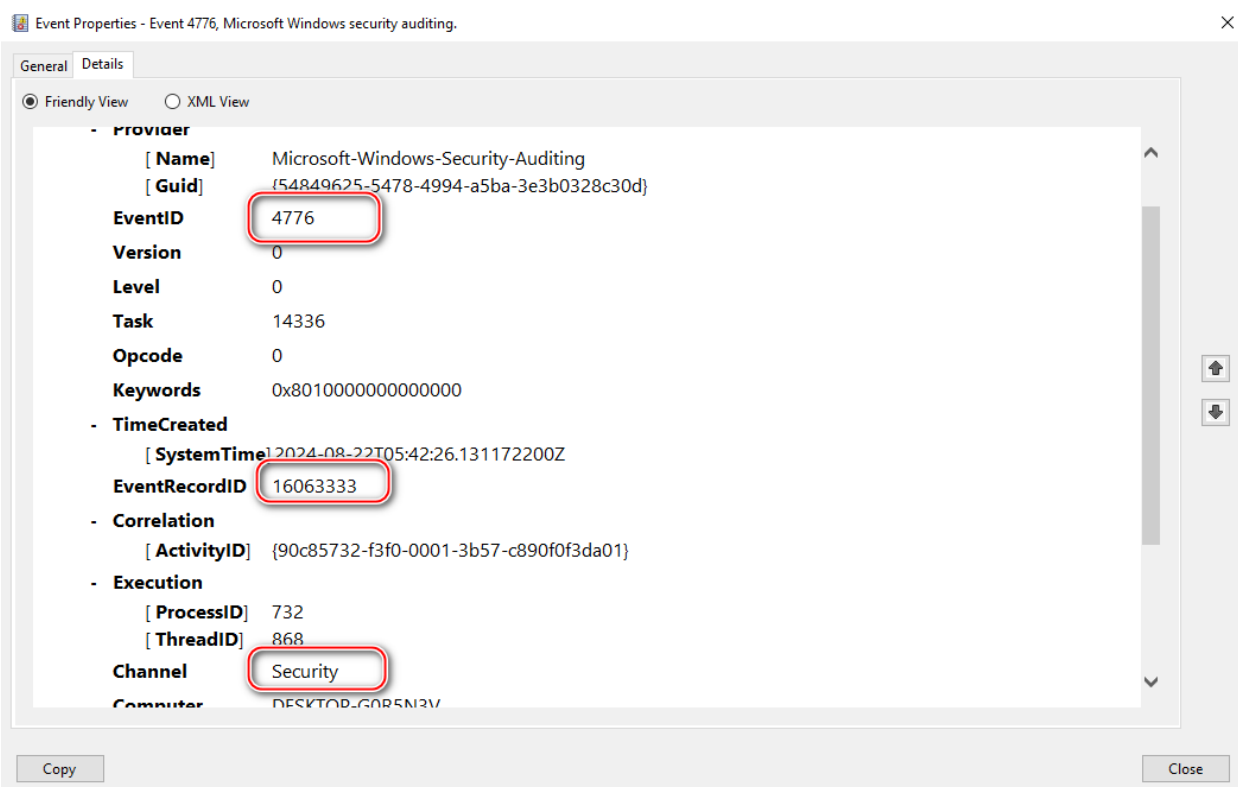 Event Properties - Event 4776, Microsoft Windows security auditing.
General Details
Friendly View XML View
- Provider
[ Name] Microsoft-Windows-Security-Auditing
[ Guid] {54849625-5478-4994-a5ba-3e3b0328c30d}
EventID 4776
Version 0
Level 0
Task 14336
Opcode 0
Keywords 0x8010000000000000
- TimeCreated
[ SystemTime] 2024-08-22T05:42:26.131172200Z
EventRecordID 16063333
- Correlation
[ ActivityID] {90c85732-f3f0-0001-3b57-c890f0f3da01}
- Execution
[ ProcessID] 732
[ ThreadID] 868
Channel Security
Computer DESKTOP-G0R5N3V
Copy Close